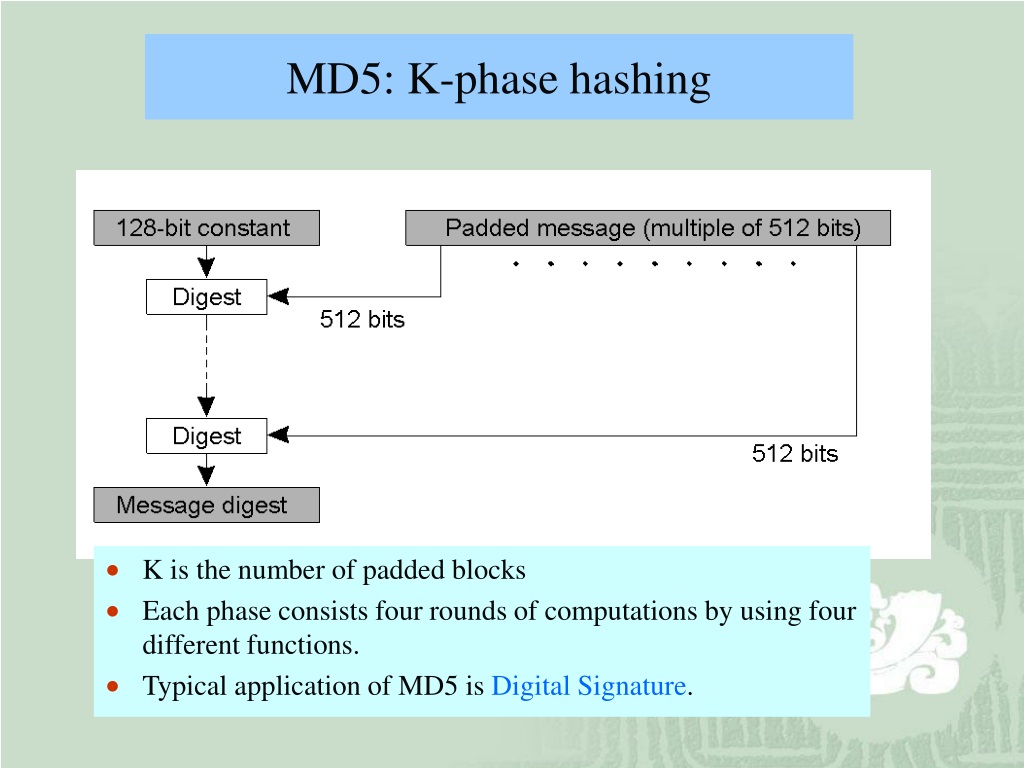 MD5: K-phase hashing
128-bit constant
Padded message (multiple of 512 bits)
Digest
512 bits
Digest
512 bits
Message digest
K is the number of padded blocks
Each phase consists four rounds of computations by using four
different functions.
Typical application of MD5 is Digital Signature.